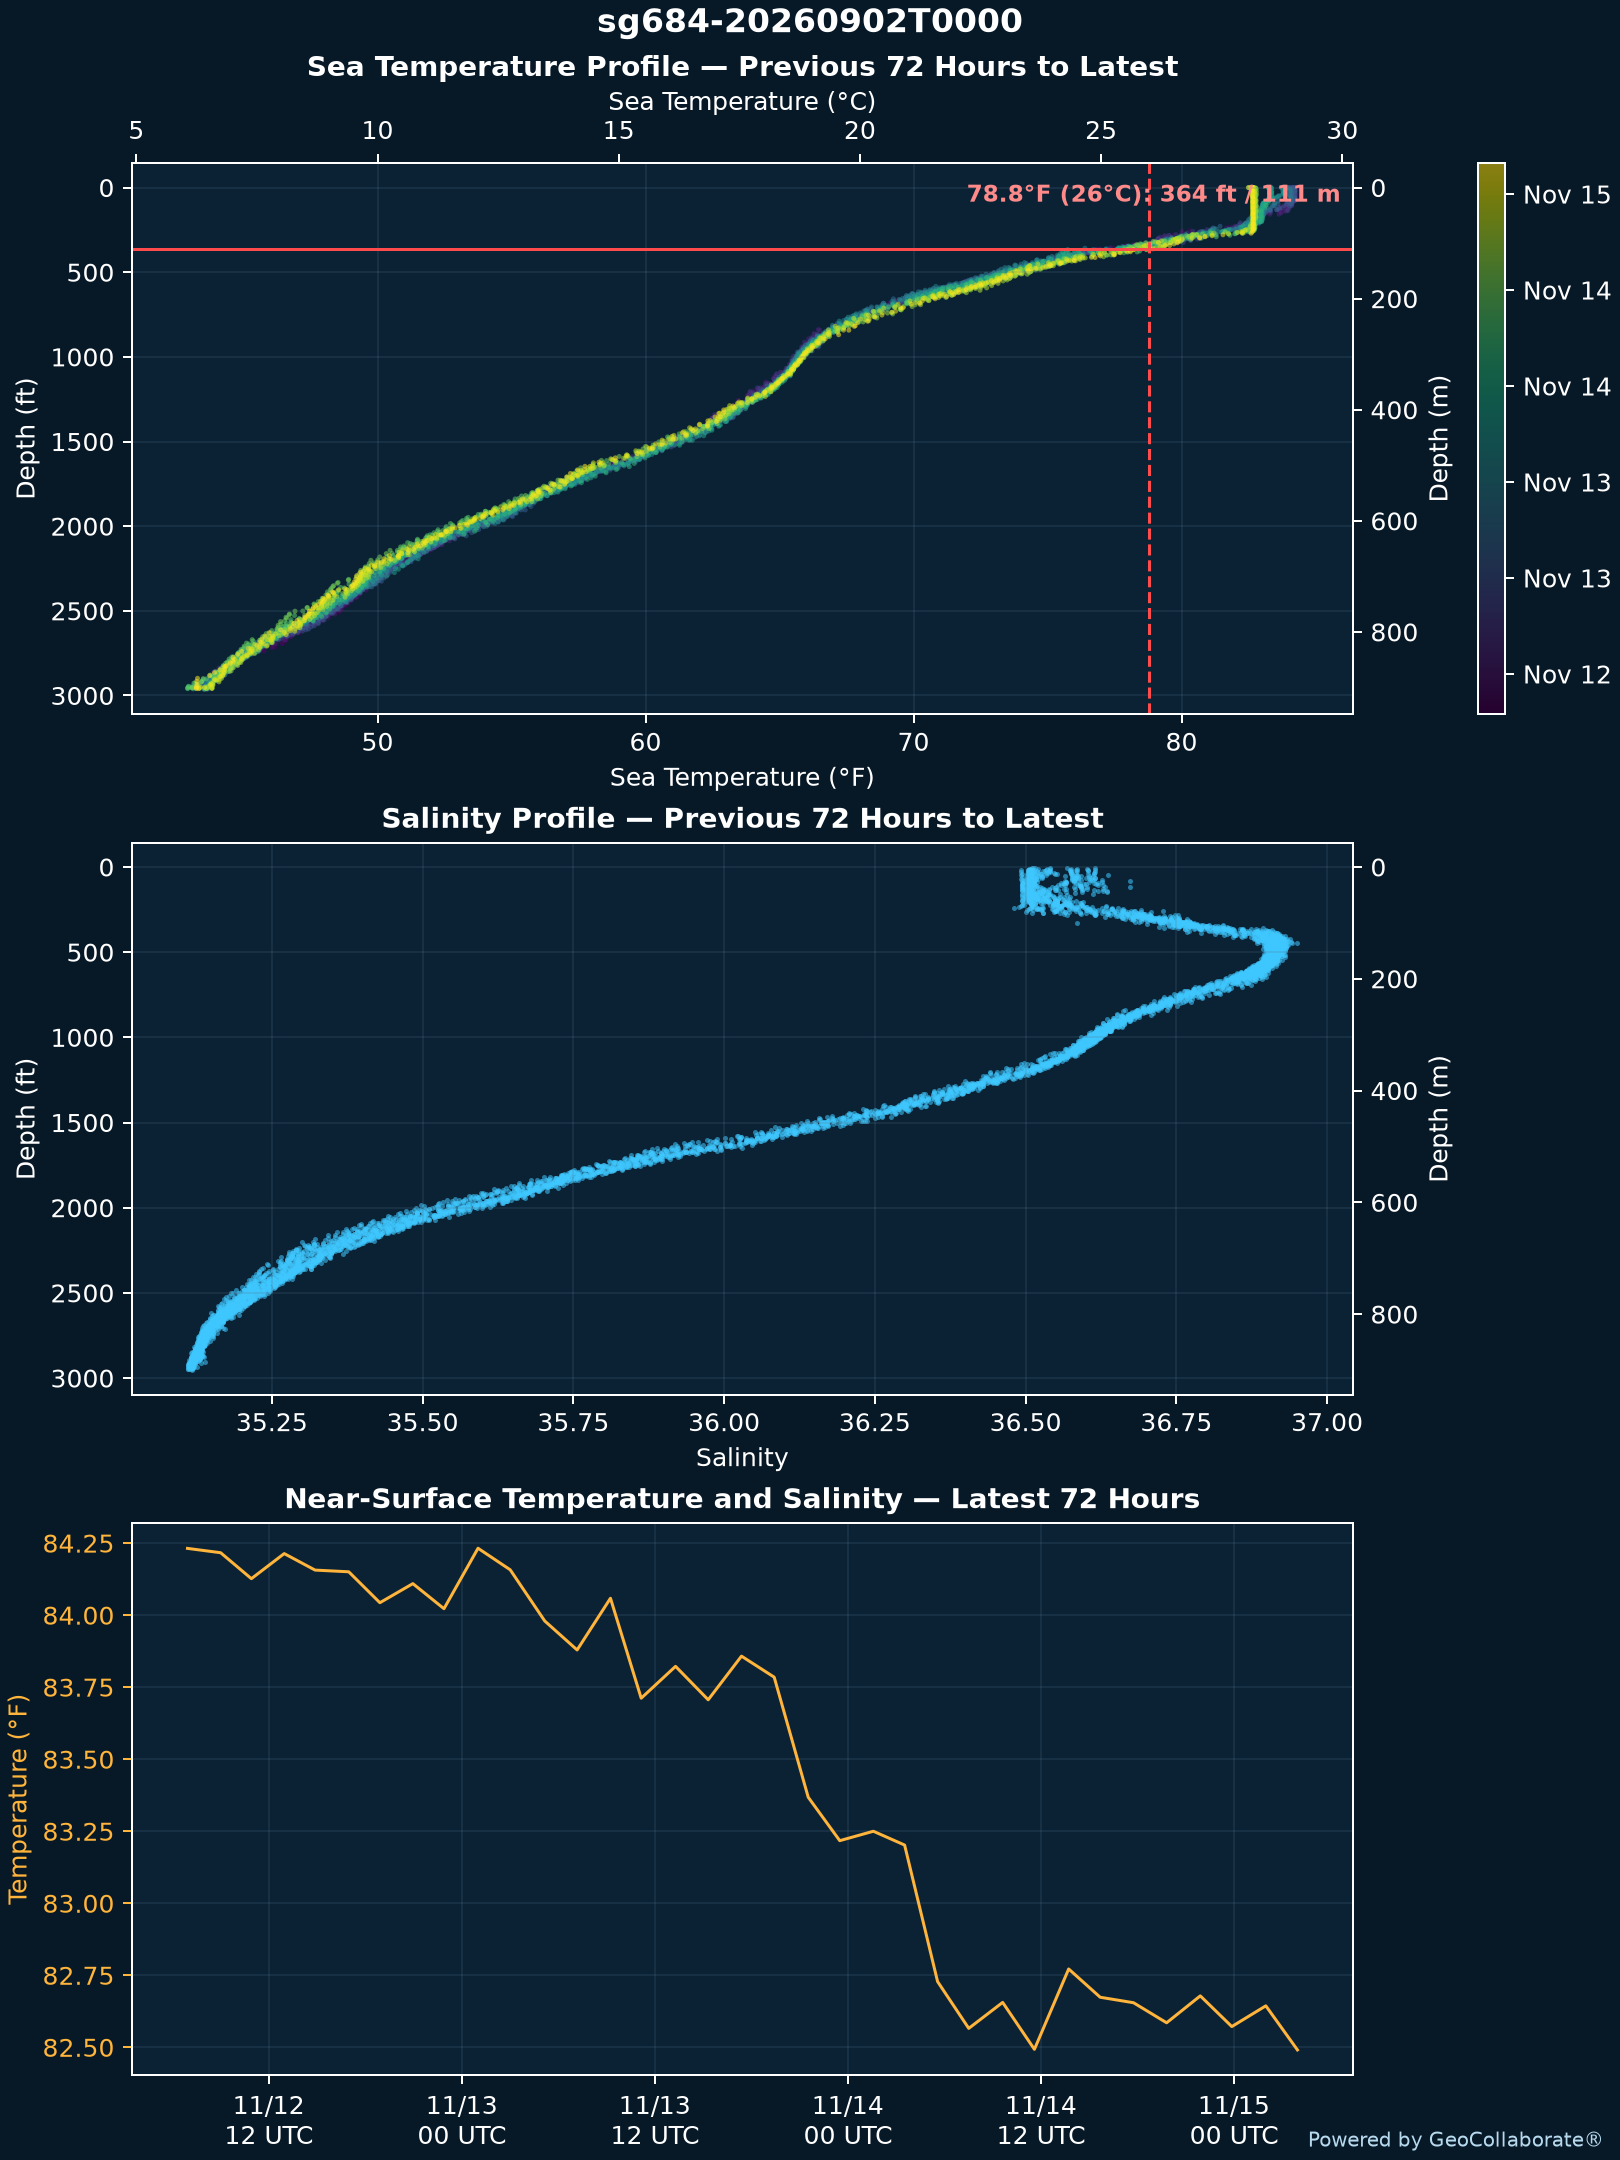 sg684-20260902T0000
Sea Temperature Profile — Previous 72 Hours to Latest
Sea Temperature (°C)
5 10 15 20 25 30
78.8°F (26°C): 364 ft / 111 m
0
500
1000
1500
2000
2500
3000
Depth (ft)
0
200
400
600
800
Depth (m)
50 60 70 80
Sea Temperature (°F)
Nov 15
Nov 14
Nov 14
Nov 13
Nov 13
Nov 12
Salinity Profile — Previous 72 Hours to Latest
0
500
1000
1500
2000
2500
3000
Depth (ft)
0
200
400
600
800
Depth (m)
35.25 35.50 35.75 36.00 36.25 36.50 36.75 37.00
Salinity
Near-Surface Temperature and Salinity — Latest 72 Hours
84.25
84.00
83.75
83.50
83.25
83.00
82.75
82.50
Temperature (°F)
11/12 11/13 11/13 11/14 11/14 11/15
12 UTC 00 UTC 12 UTC 00 UTC 12 UTC 00 UTC
Powered by GeoCollaborate®